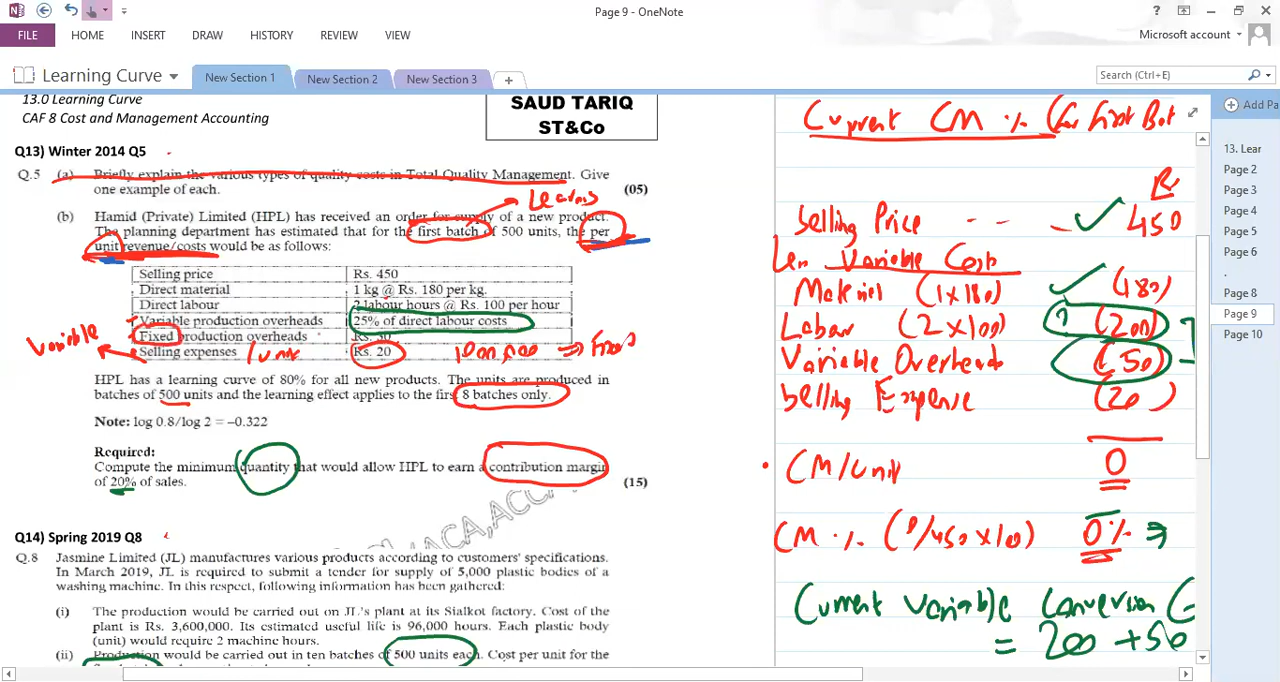 Page 9 - OneNote
?
FILE HOME INSERT DRAW HISTORY REVIEW VIEW
Microsoft account
Learning Curve
New Section 1 New Section 2 New Section 3 +
Search (Ctrl+E)
13.0 Learning Curve
CAF 8 Cost and Management Accounting
SAUD TARIQ
ST&Co
Q13) Winter 2014 Q5
Q.5 (a) Briefly explain the various types of quality costs in Total Quality Management. Give
one example of each. (05)
(b) Hamid (Private) Limited (HPL) has received an order for supply of a new product.
The planning department has estimated that for the first batch of 500 units, the per
unit revenue/costs would be as follows:
Selling price Rs. 450
Direct material 1 kg @ Rs. 180 per kg.
Direct labour 2 labour hours @ Rs. 100 per hour
Variable production overheads 25% of direct labour costs
Fixed production overheads Rs. 30
Selling expenses Rs. 20
Variable
/unit
HPL has a learning curve of 80% for all new products. The units are produced in
batches of 500 units and the learning effect applies to the first 8 batches only.
Note: log 0.8/log 2 = –0.322
Required:
Compute the minimum quantity that would allow HPL to earn a contribution margin
of 20% of sales. (15)
Q14) Spring 2019 Q8
Q.8 Jasmine Limited (JL) manufactures various products according to customers' specifications.
In March 2019, JL is required to submit a tender for supply of 5,000 plastic bodies of a
washing machine. In this respect, following information has been gathered:
(i) The production would be carried out on JL's plant at its Sialkot factory. Cost of the
plant is Rs. 3,600,000. Its estimated useful life is 96,000 hours. Each plastic body
(unit) would require 2 machine hours.
(ii) Production would be carried out in ten batches of 500 units each. Cost per unit for the
Current CM % (for First Bat
Selling Price - - - 450
Less Variable Costs
Material (1x180) (180)
Labor (2x100) (200)
Variable Overheads (50)
Selling Expense (20)
CM/unit 0
CM % (0/450x100) 0% ⇒
Current Variable Conversion C
= 200 + 50
Add Pa
13. Lear
Page 2
Page 3
Page 4
Page 5
Page 6
.
Page 8
Page 9
Page 10